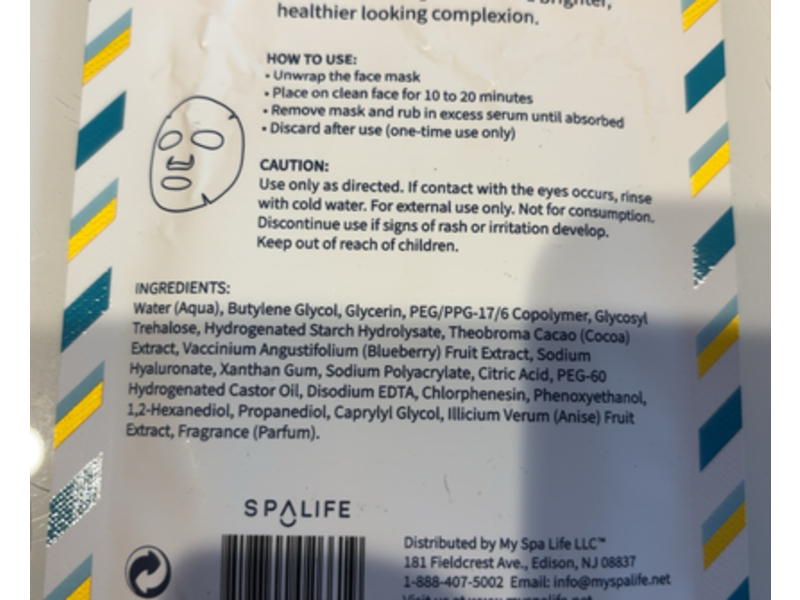 brighter,
healthier looking complexion.
HOW TO USE:
• Unwrap the face mask
• Place on clean face for 10 to 20 minutes
• Remove mask and rub in excess serum until absorbed
• Discard after use (one-time use only)
CAUTION:
Use only as directed. If contact with the eyes occurs, rinse
with cold water. For external use only. Not for consumption.
Discontinue use if signs of rash or irritation develop.
Keep out of reach of children.
INGREDIENTS:
Water (Aqua), Butylene Glycol, Glycerin, PEG/PPG-17/6 Copolymer, Glycosyl
Trehalose, Hydrogenated Starch Hydrolysate, Theobroma Cacao (Cocoa)
Extract, Vaccinium Angustifolium (Blueberry) Fruit Extract, Sodium
Hyaluronate, Xanthan Gum, Sodium Polyacrylate, Citric Acid, PEG-60
Hydrogenated Castor Oil, Disodium EDTA, Chlorphenesin, Phenoxyethanol,
1,2-Hexanediol, Propanediol, Caprylyl Glycol, Illicium Verum (Anise) Fruit
Extract, Fragrance (Parfum).
SPALIFE
Distributed by My Spa Life LLC™
181 Fieldcrest Ave., Edison, NJ 08837
1-888-407-5002 Email: info@myspalife.net
Visit us at www.myspalife.net